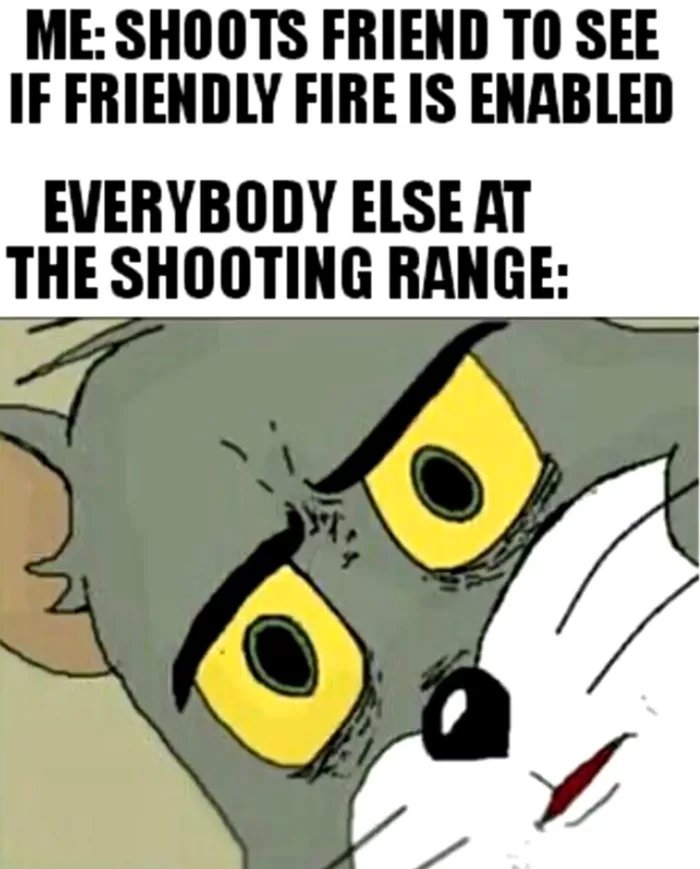 ME: SHOOTS FRIEND TO SEE
IF FRIENDLY FIRE IS ENABLED
EVERYBODY ELSE AT
THE SHOOTING RANGE: